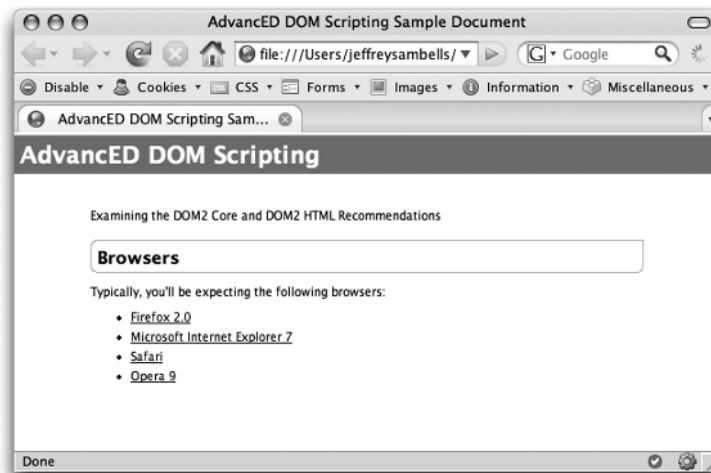 AdvancED DOM Scripting Sample Document
file:///Users/jeffreysambells/ G Google
Disable Cookies CSS Forms Images Information Miscellaneous
AdvancED DOM Scripting Sam...
AdvancED DOM Scripting
Examining the DOM2 Core and DOM2 HTML Recommendations
Browsers
Typically, you'll be expecting the following browsers:
• Firefox 2.0
• Microsoft Internet Explorer 7
• Safari
• Opera 9
Done